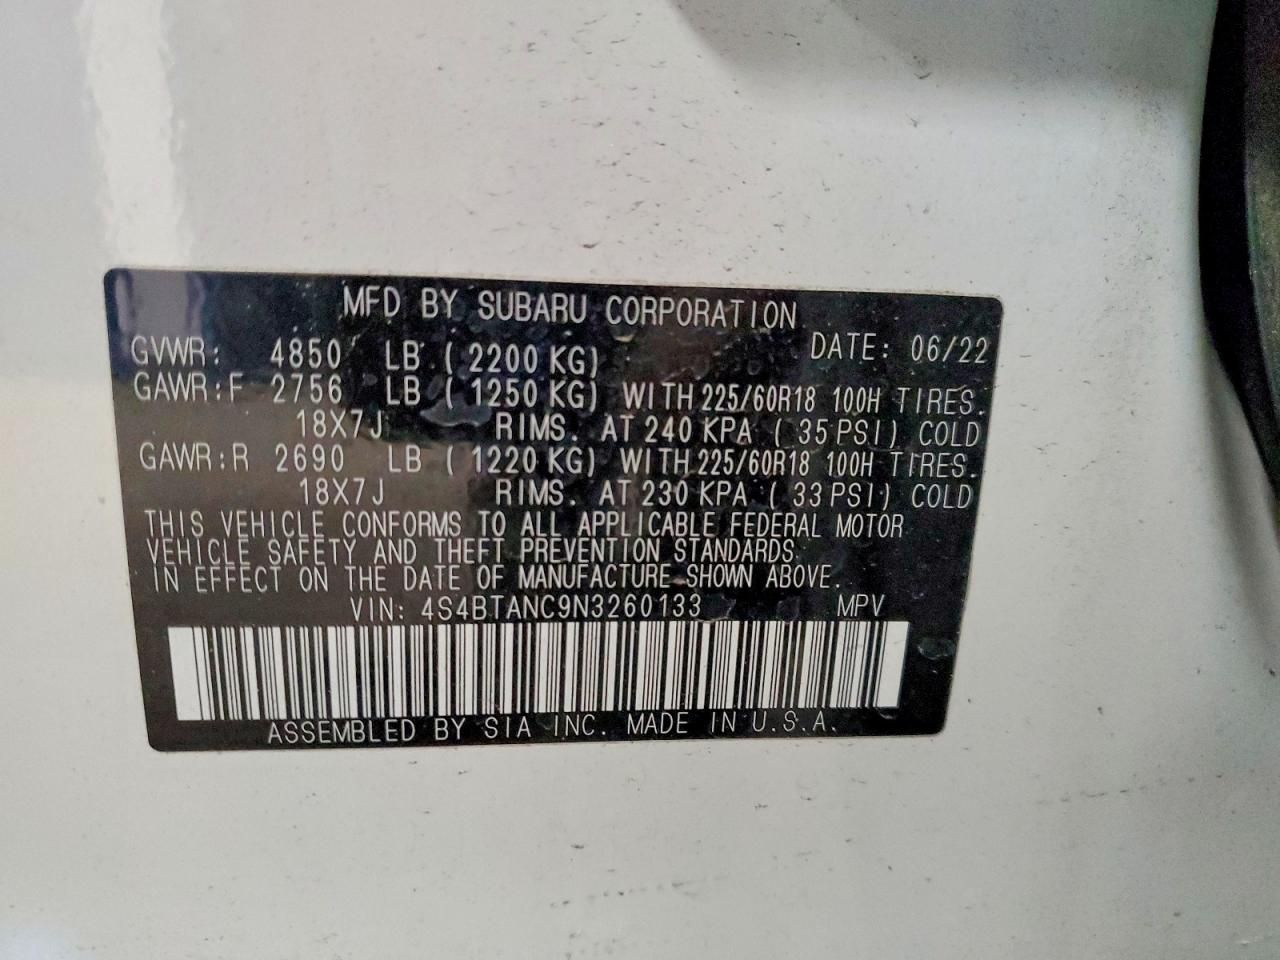 MFD BY SUBARU CORPORATION
GVWR: 4850 LB ( 2200 KG) DATE: 06/22
GAWR:F 2756 LB ( 1250 KG) WITH 225/60R18 100H TIRES.
18X7J RIMS. AT 240 KPA ( 35 PSI) COLD
GAWR:R 2690 LB ( 1220 KG) WITH 225/60R18 100H TIRES.
18X7J RIMS. AT 230 KPA ( 33 PSI) COLD
THIS VEHICLE CONFORMS TO ALL APPLICABLE FEDERAL MOTOR
VEHICLE SAFETY AND THEFT PREVENTION STANDARDS
IN EFFECT ON THE DATE OF MANUFACTURE SHOWN ABOVE.
VIN: 4S4BTANC9N3260133 MPV
ASSEMBLED BY SIA INC. MADE IN U.S.A.